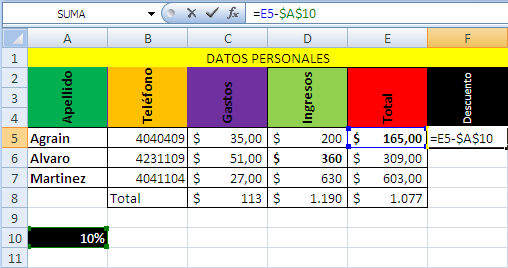 SUMA fx =E5-$A$10
A B C D E F
1 DATOS PERSONALES
2
3
4
Apellido Teléfono Gastos Ingresos Total Descuento
5 Agrain 4040409 $ 35,00 $ 200 $ 165,00 =E5-$A$10
6 Alvaro 4231109 $ 51,00 $ 360 $ 309,00
7 Martinez 4041104 $ 27,00 $ 630 $ 603,00
8 Total $ 113 $ 1.190 $ 1.077
9
10 10%
11